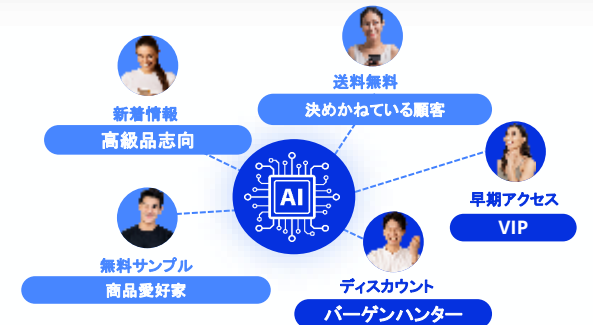 送料無料
決めかねている顧客
新着情報
高級品志向
早期アクセス
VIP
AI
無料サンプル
商品愛好家
ディスカウント
バーゲンハンター